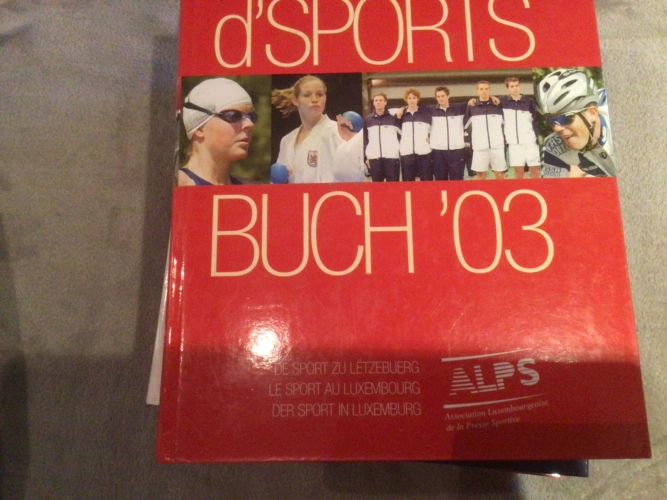 d'SPORTS
BUCH '03
DE SPORT ZU LËTZEBUERG
LE SPORT AU LUXEMBOURG
DER SPORT IN LUXEMBURG
ALPS
Association Luxembourgeoise
de la Presse Sportive